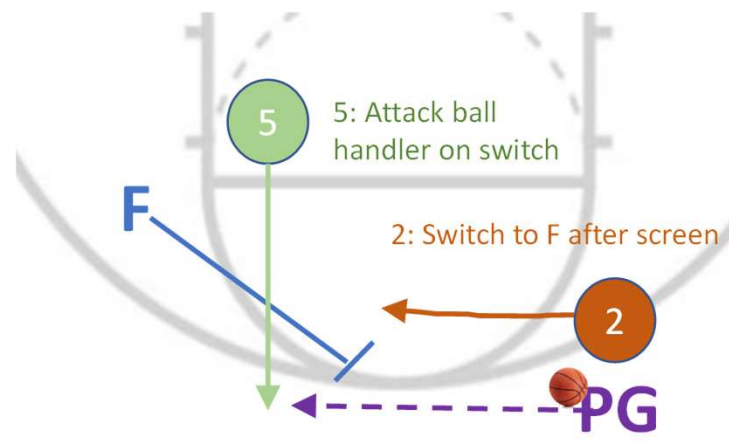 5
5: Attack ball
handler on switch
F
2: Switch to F after screen
2
PG